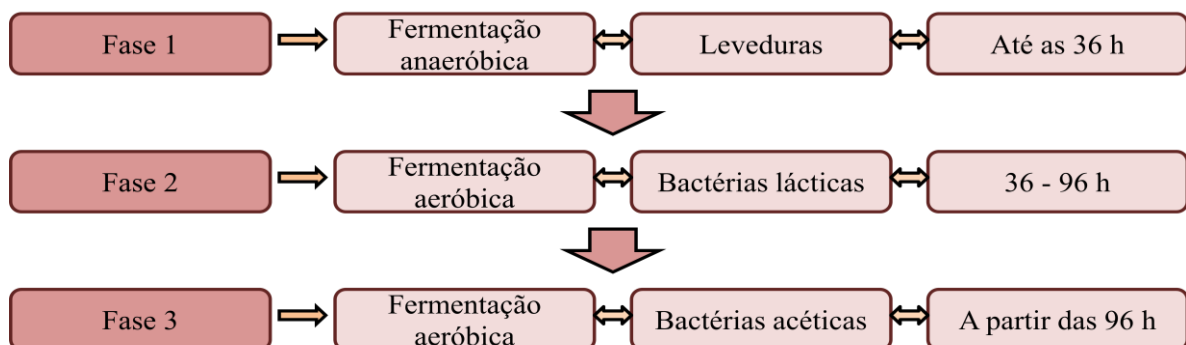 Fase 1
Fermentação
anaeróbica
Leveduras
Até as 36 h
Fase 2
Fermentação
aeróbica
Bactérias lácticas
36 - 96 h
Fase 3
Fermentação
aeróbica
Bactérias acéticas
A partir das 96 h